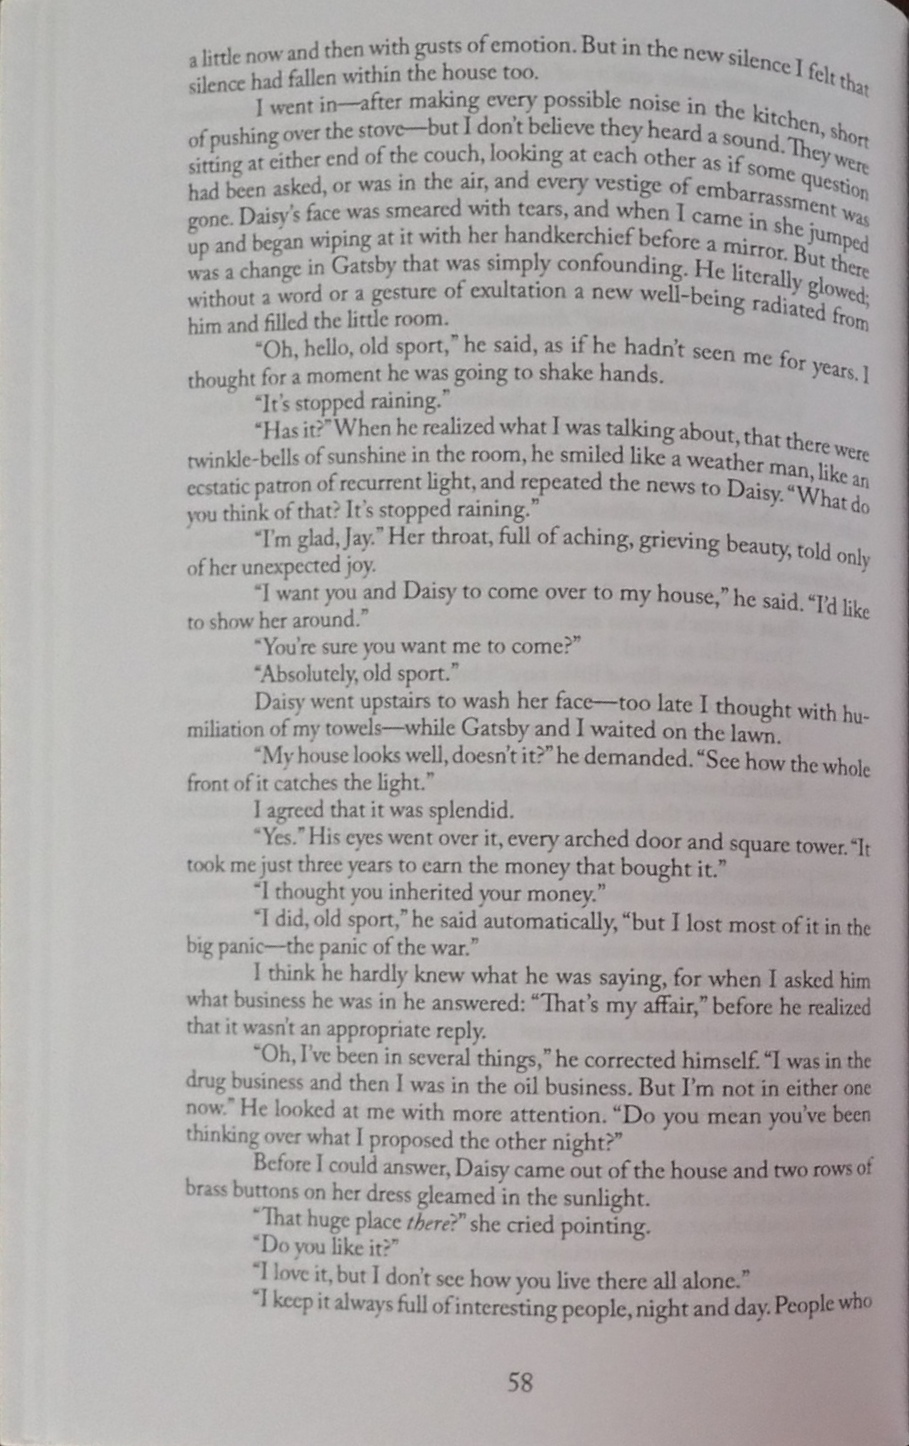 a little now and then with gusts of emotion. But in the new silence I felt that
silence had fallen within the house too.
I went in—after making every possible noise in the kitchen, short
of pushing over the stove—but I don't believe they heard a sound. They were
sitting at either end of the couch, looking at each other as if some question
had been asked, or was in the air, and every vestige of embarrassment was
gone. Daisy's face was smeared with tears, and when I came in she jumped
up and began wiping at it with her handkerchief before a mirror. But there
was a change in Gatsby that was simply confounding. He literally glowed;
without a word or a gesture of exultation a new well-being radiated from
him and filled the little room.
“Oh, hello, old sport,” he said, as if he hadn't seen me for years. I
thought for a moment he was going to shake hands.
“It's stopped raining.”
“Has it?” When he realized what I was talking about, that there were
twinkle-bells of sunshine in the room, he smiled like a weather man, like an
ecstatic patron of recurrent light, and repeated the news to Daisy. “What do
you think of that? It's stopped raining.”
“I'm glad, Jay.” Her throat, full of aching, grieving beauty, told only
of her unexpected joy.
“I want you and Daisy to come over to my house,” he said. “I'd like
to show her around.”
“You're sure you want me to come?”
“Absolutely, old sport.”
Daisy went upstairs to wash her face—too late I thought with hu-
miliation of my towels—while Gatsby and I waited on the lawn.
“My house looks well, doesn't it?” he demanded. “See how the whole
front of it catches the light.”
I agreed that it was splendid.
“Yes.” His eyes went over it, every arched door and square tower. “It
took me just three years to earn the money that bought it.”
“I thought you inherited your money.”
“I did, old sport,” he said automatically, “but I lost most of it in the
big panic—the panic of the war.”
I think he hardly knew what he was saying, for when I asked him
what business he was in he answered: “That's my affair,” before he realized
that it wasn't an appropriate reply.
“Oh, I've been in several things,” he corrected himself. “I was in the
drug business and then I was in the oil business. But I'm not in either one
now.” He looked at me with more attention. “Do you mean you've been
thinking over what I proposed the other night?”
Before I could answer, Daisy came out of the house and two rows of
brass buttons on her dress gleamed in the sunlight.
“That huge place there?” she cried pointing.
“Do you like it?”
“I love it, but I don't see how you live there all alone.”
“I keep it always full of interesting people, night and day. People who
58